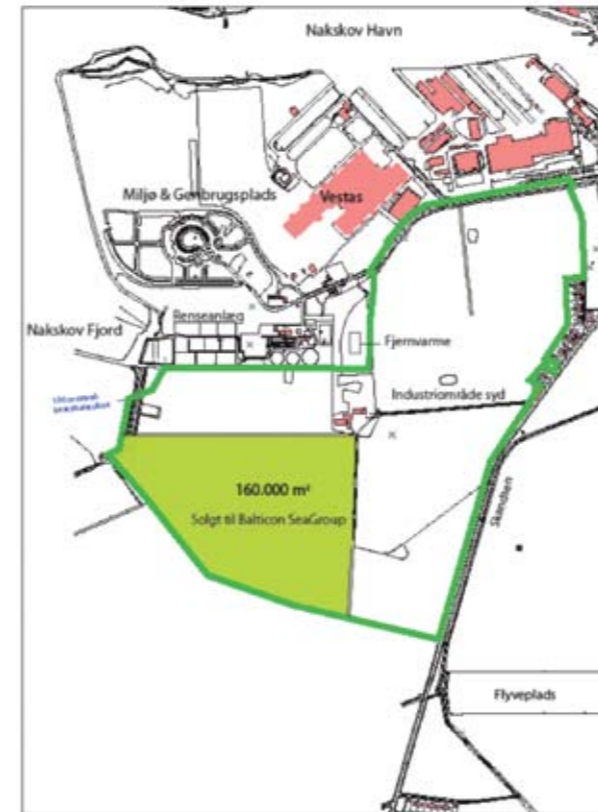 Nakskov Havn
Miljø & Genbrugsplads
Vestas
Renseanlæg
Nakskov Fjord
Fjernvarme
Industriområde syd
160.000 m²
Solgt til Balticon SeaGroup
Skandsen
Flyveplads